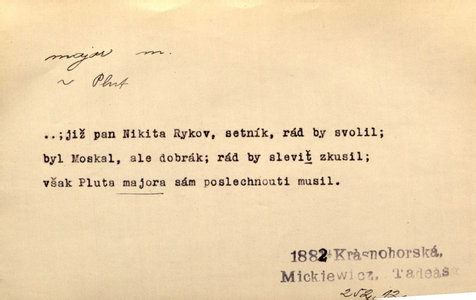 major m.
~ Plut
..;již pan Nikita Rykov, setník, rád by svolil;
byl Moskal, ale dobrák; rád by slevit zkusil;
však Pluta majora sám poslechnouti musil.
1882 Krásnohorská,
Mickiewicz, Tadeáš
12